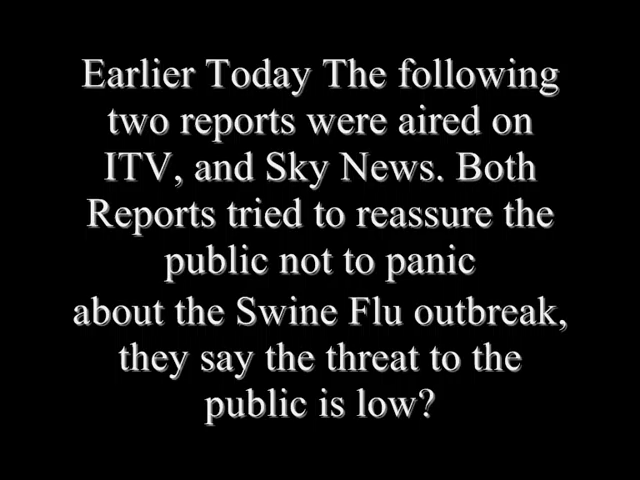 Earlier Today The following
two reports were aired on
ITV, and Sky News. Both
Reports tried to reassure the
public not to panic
about the Swine Flu outbreak,
they say the threat to the
public is low?